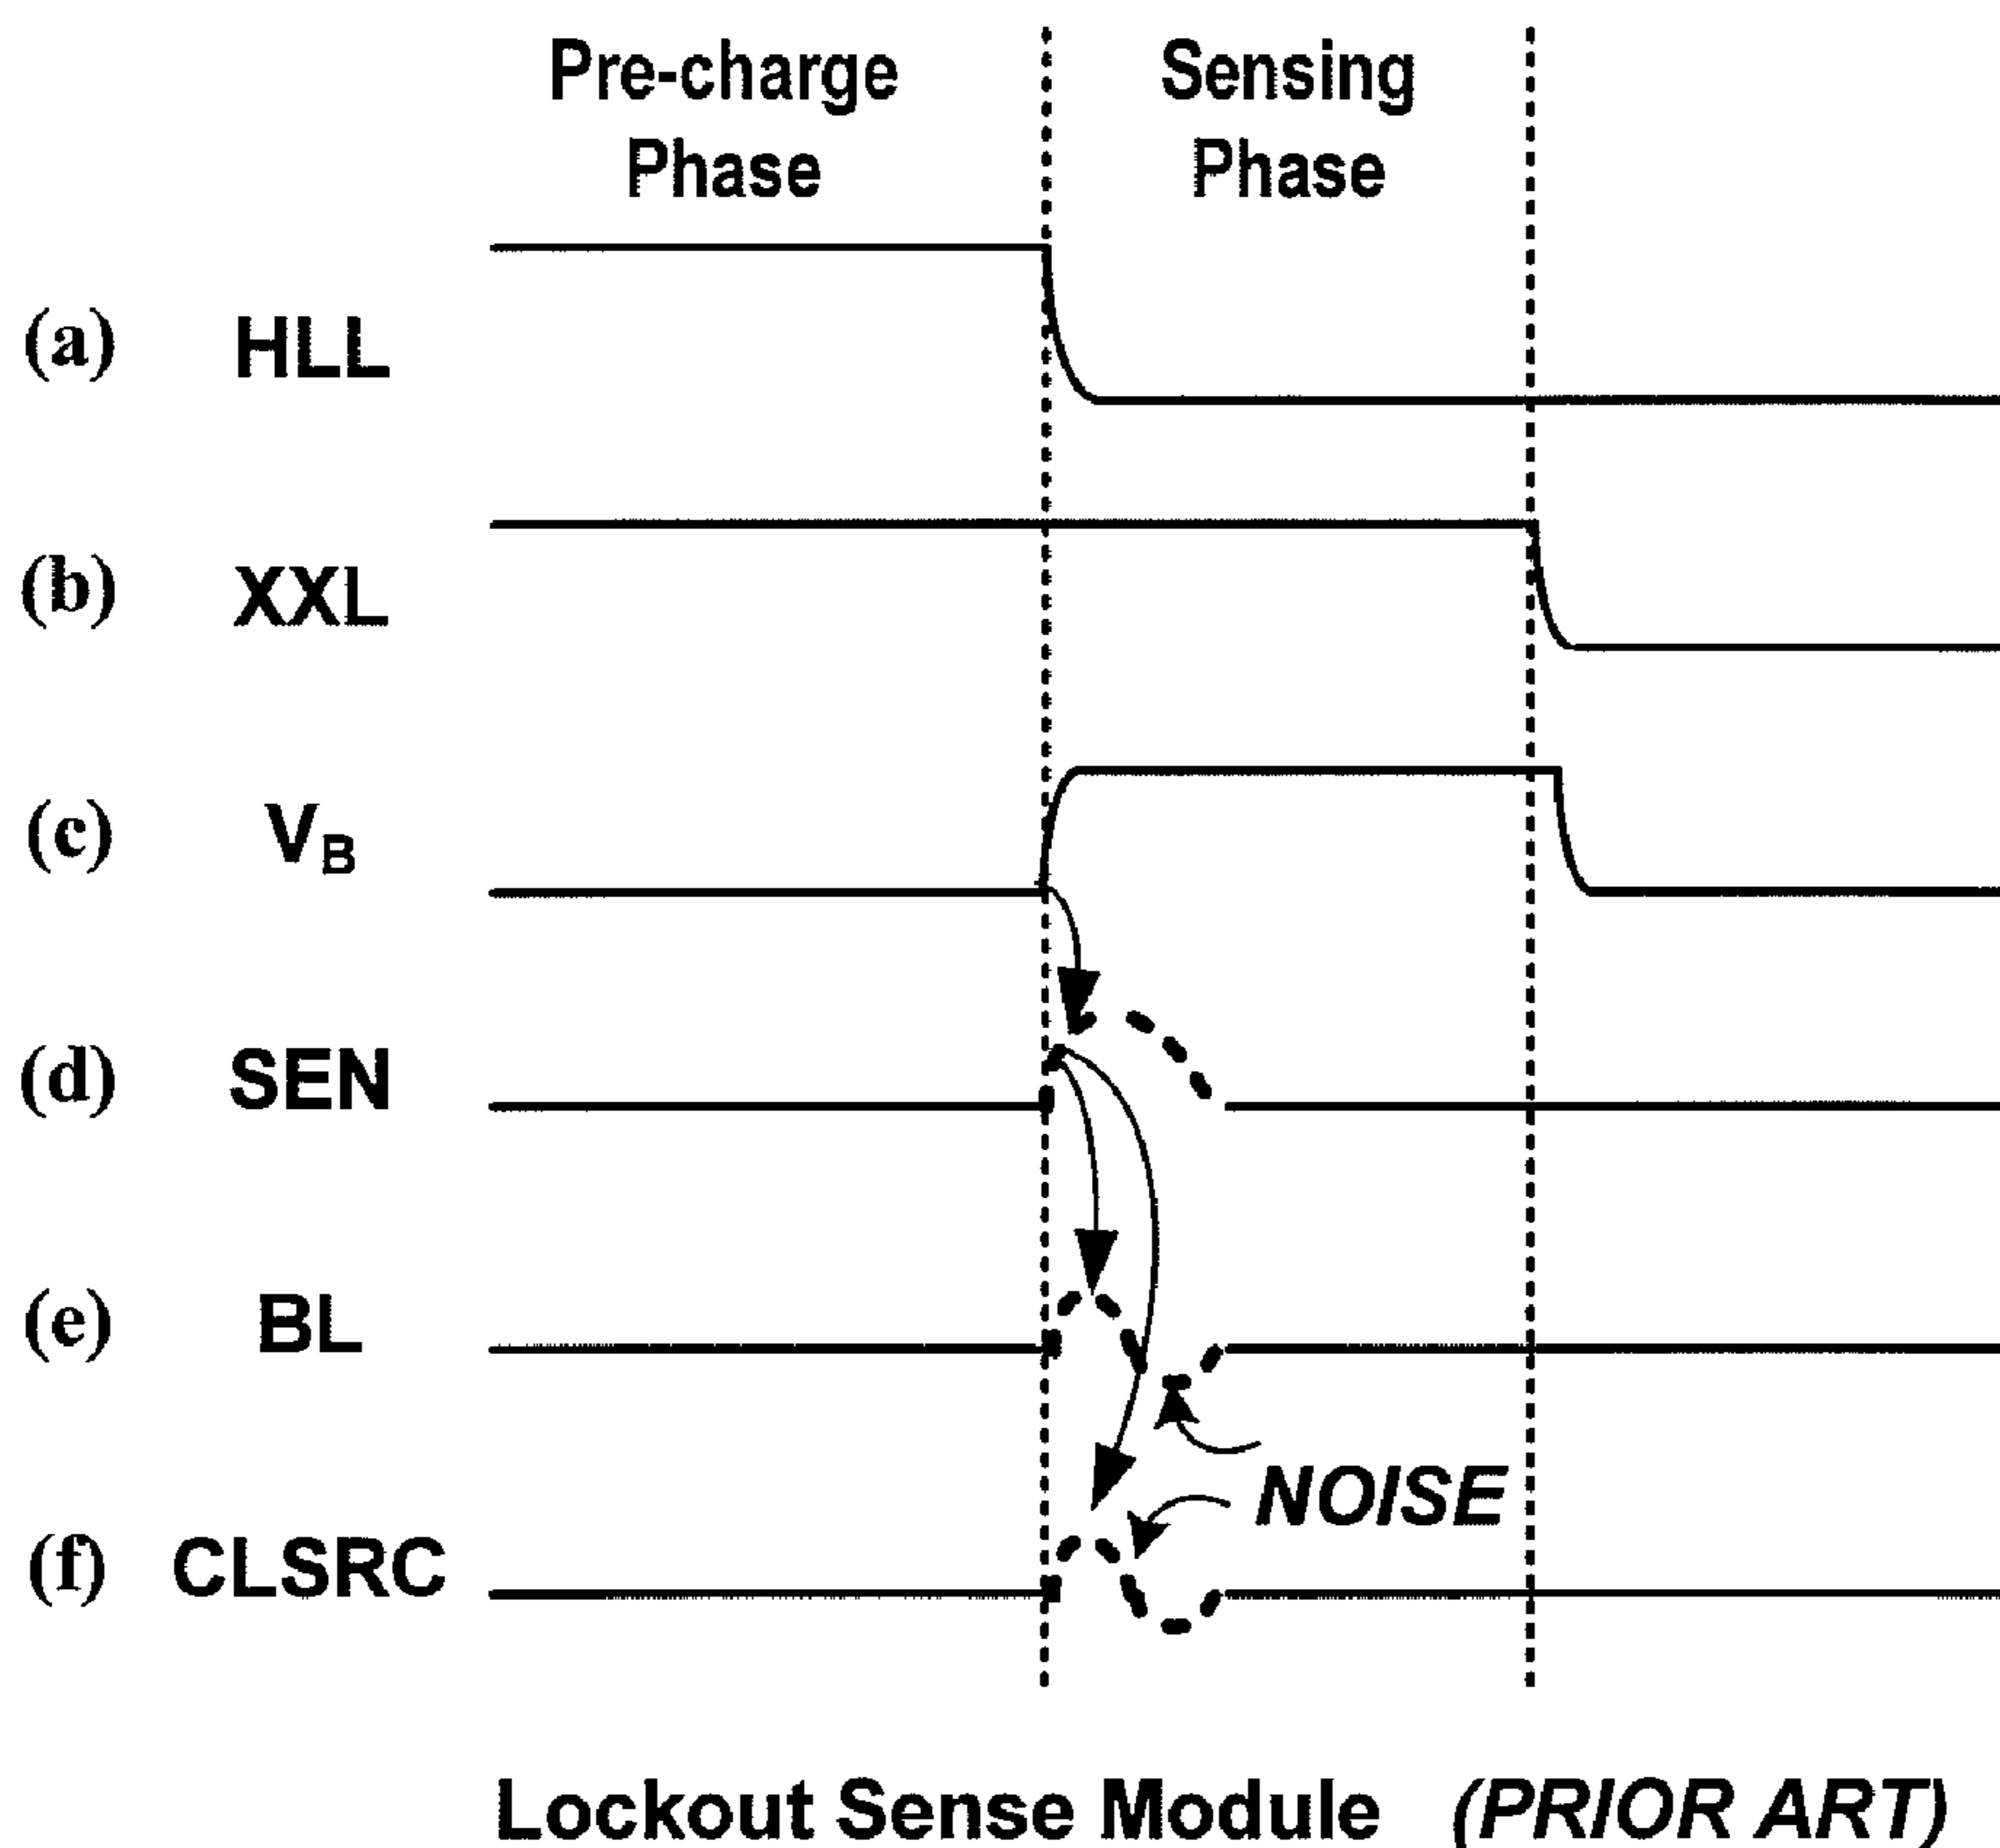 Pre-charge Phase
Sensing Phase
(a) HLL
(b) XXL
(c) VB
(d) SEN
(e) BL
NOISE
(f) CLSRC
Lockout Sense Module (PRIOR ART)